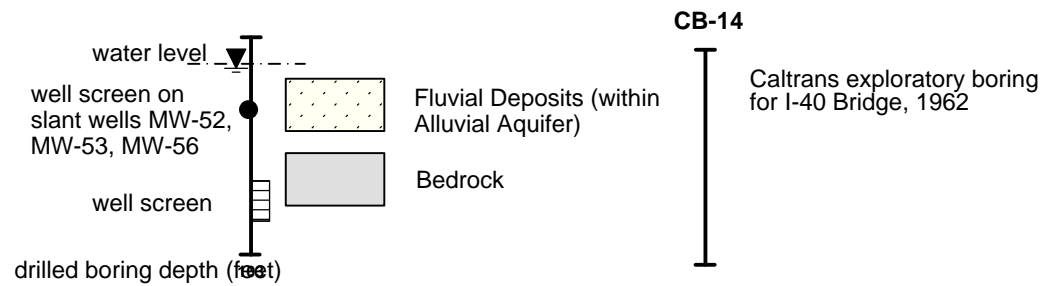 CB-14
water level
well screen on
slant wells MW-52,
MW-53, MW-56
well screen
drilled boring depth (feet)
Fluvial Deposits (within
Alluvial Aquifer)
Bedrock
Caltrans exploratory boring
for I-40 Bridge, 1962